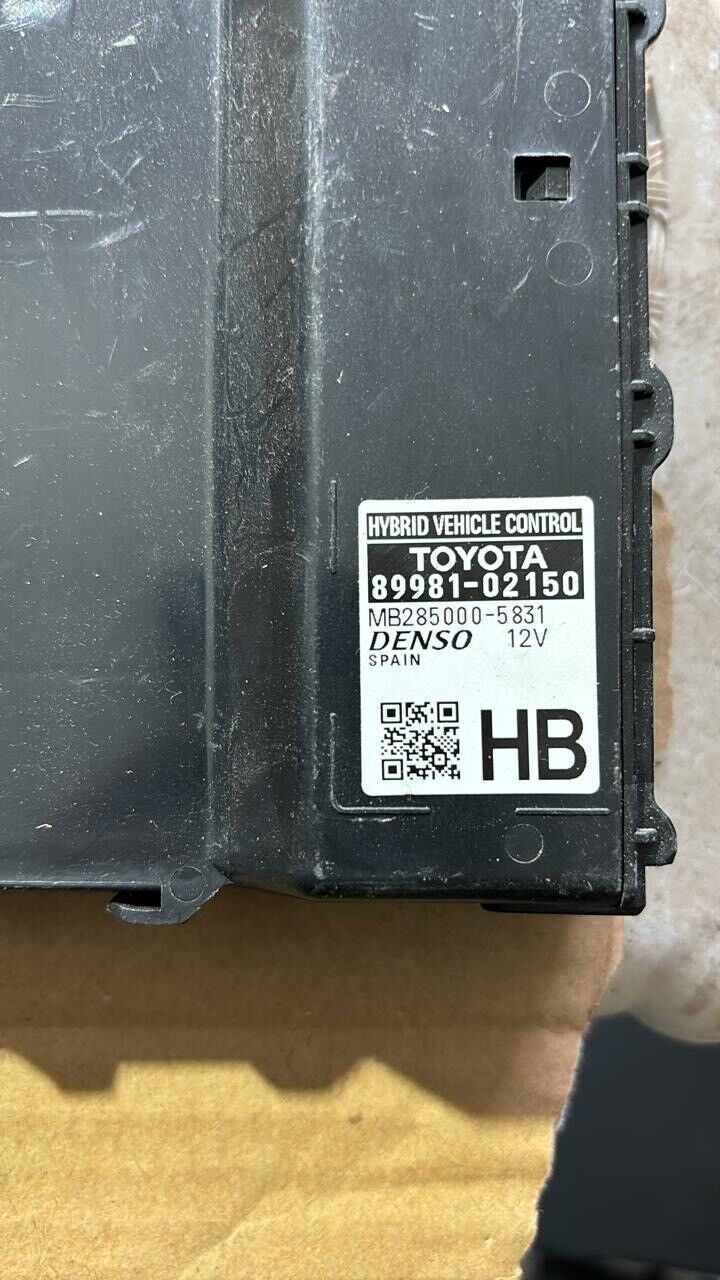 HYBRID VEHICLE CONTROL
TOYOTA
89981-02150
MB285000-5831
DENSO 12V
SPAIN
HB